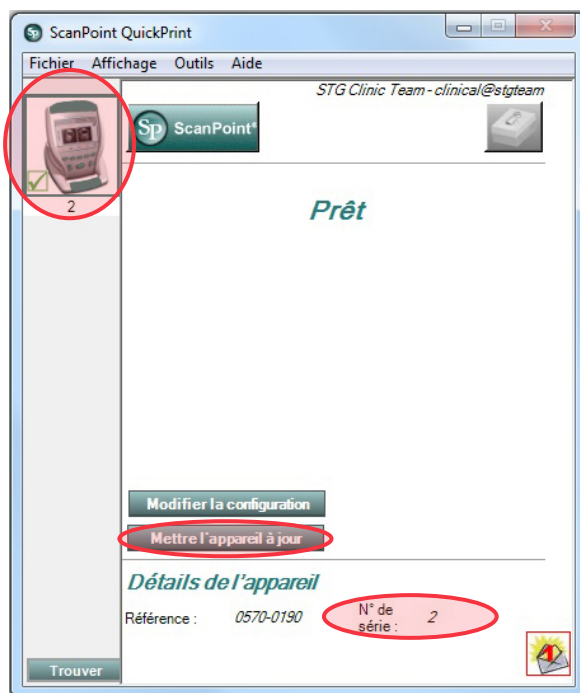 ScanPoint QuickPrint
Fichier Affichage Outils Aide
STG Clinic Team - clinical@stgteam
Sp ScanPoint®
2
Prêt
Modifier la configuration
Mettre l'appareil à jour
Détails de l'appareil
Référence : 0570-0190 N° de série : 2
Trouver